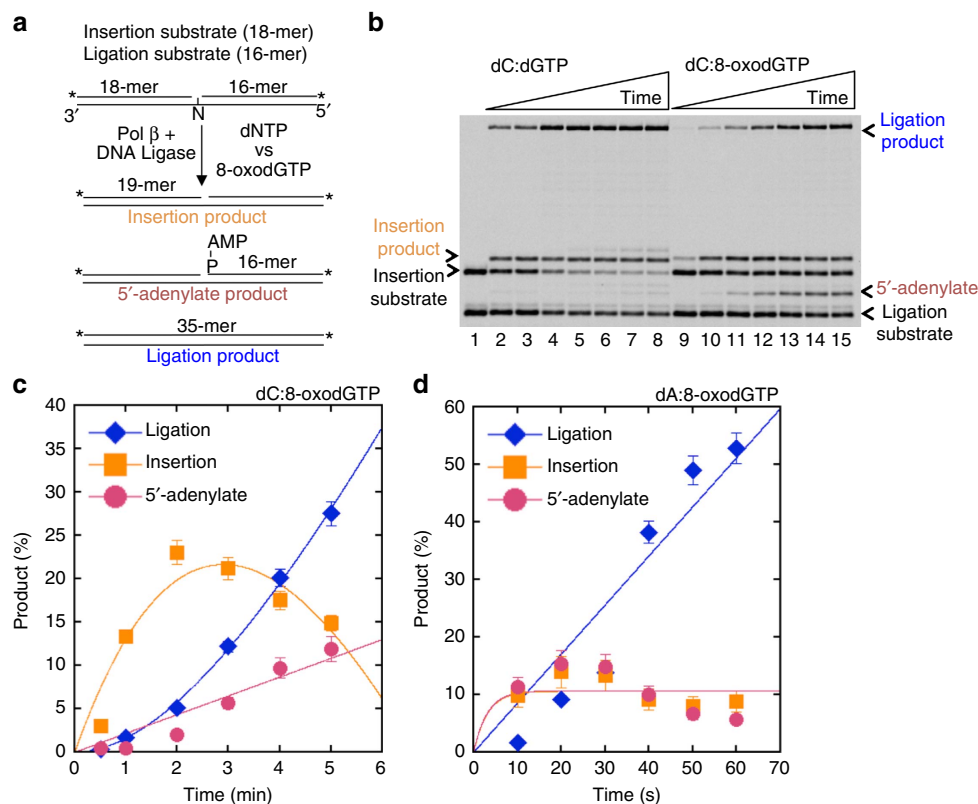 a
Insertion substrate (18-mer)
Ligation substrate (16-mer)
* 18-mer 16-mer *
3′ N 5′
Pol β +
DNA Ligase
dNTP
vs
8-oxodGTP
* 19-mer *
Insertion product
AMP
P
* 16-mer *
5′-adenylate product
* 35-mer *
Ligation product
b
dC:dGTP dC:8-oxodGTP
Time Time
Ligation
product
Insertion
product
Insertion
substrate
5′-adenylate
Ligation
substrate
1 2 3 4 5 6 7 8 9 10 11 12 13 14 15
c
dC:8-oxodGTP
Ligation
Insertion
5′-adenylate
Product (%)
40
35
30
25
20
15
10
5
0
0 1 2 3 4 5 6
Time (min)
d
dA:8-oxodGTP
Ligation
Insertion
5′-adenylate
Product (%)
60
50
40
30
20
10
0
0 10 20 30 40 50 60 70
Time (s)